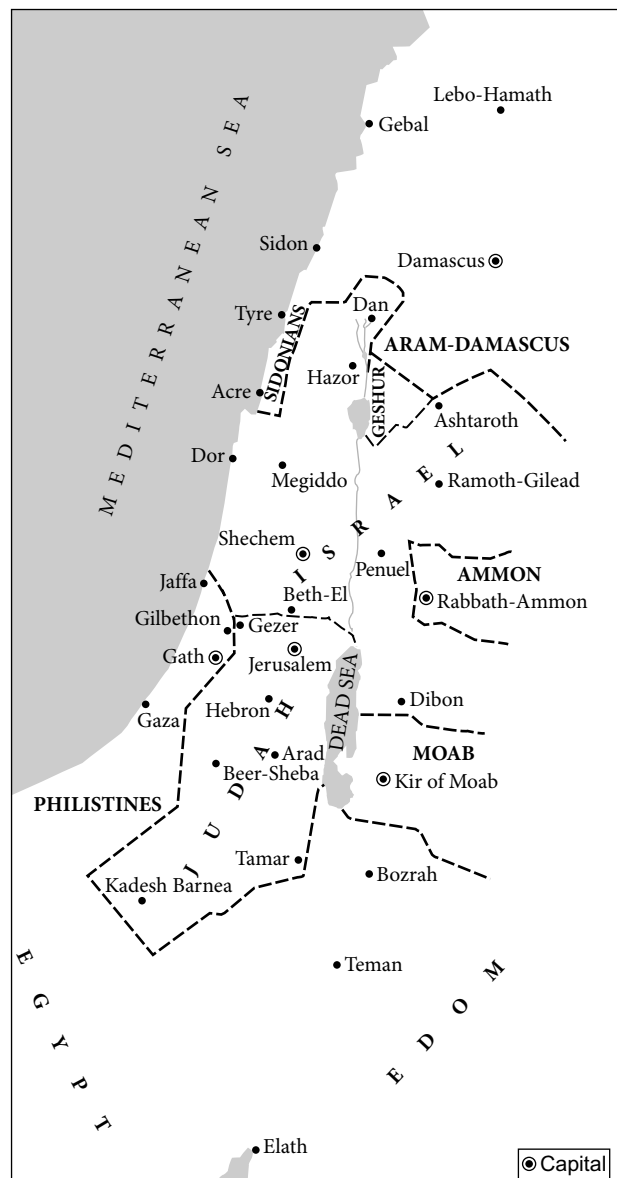 Lebo-Hamath
Gebal
MEDITERRANEAN SEA
Sidon
Damascus
Tyre
Dan
SIDONIANS
ARAM-DAMASCUS
Hazor
GESHUR
Acre
Ashtaroth
Dor
Megiddo
Ramoth-Gilead
ISRAEL
Shechem
Penuel
AMMON
Jaffa
Rabbath-Ammon
Beth-El
Gilbethon
Gezer
Gath
Jerusalem
DEAD SEA
Hebron
Dibon
Gaza
JUDAH
Arad
MOAB
Beer-Sheba
Kir of Moab
PHILISTINES
Tamar
Bozrah
Kadesh Barnea
Teman
EGYPT
EDOM
Elath
Capital